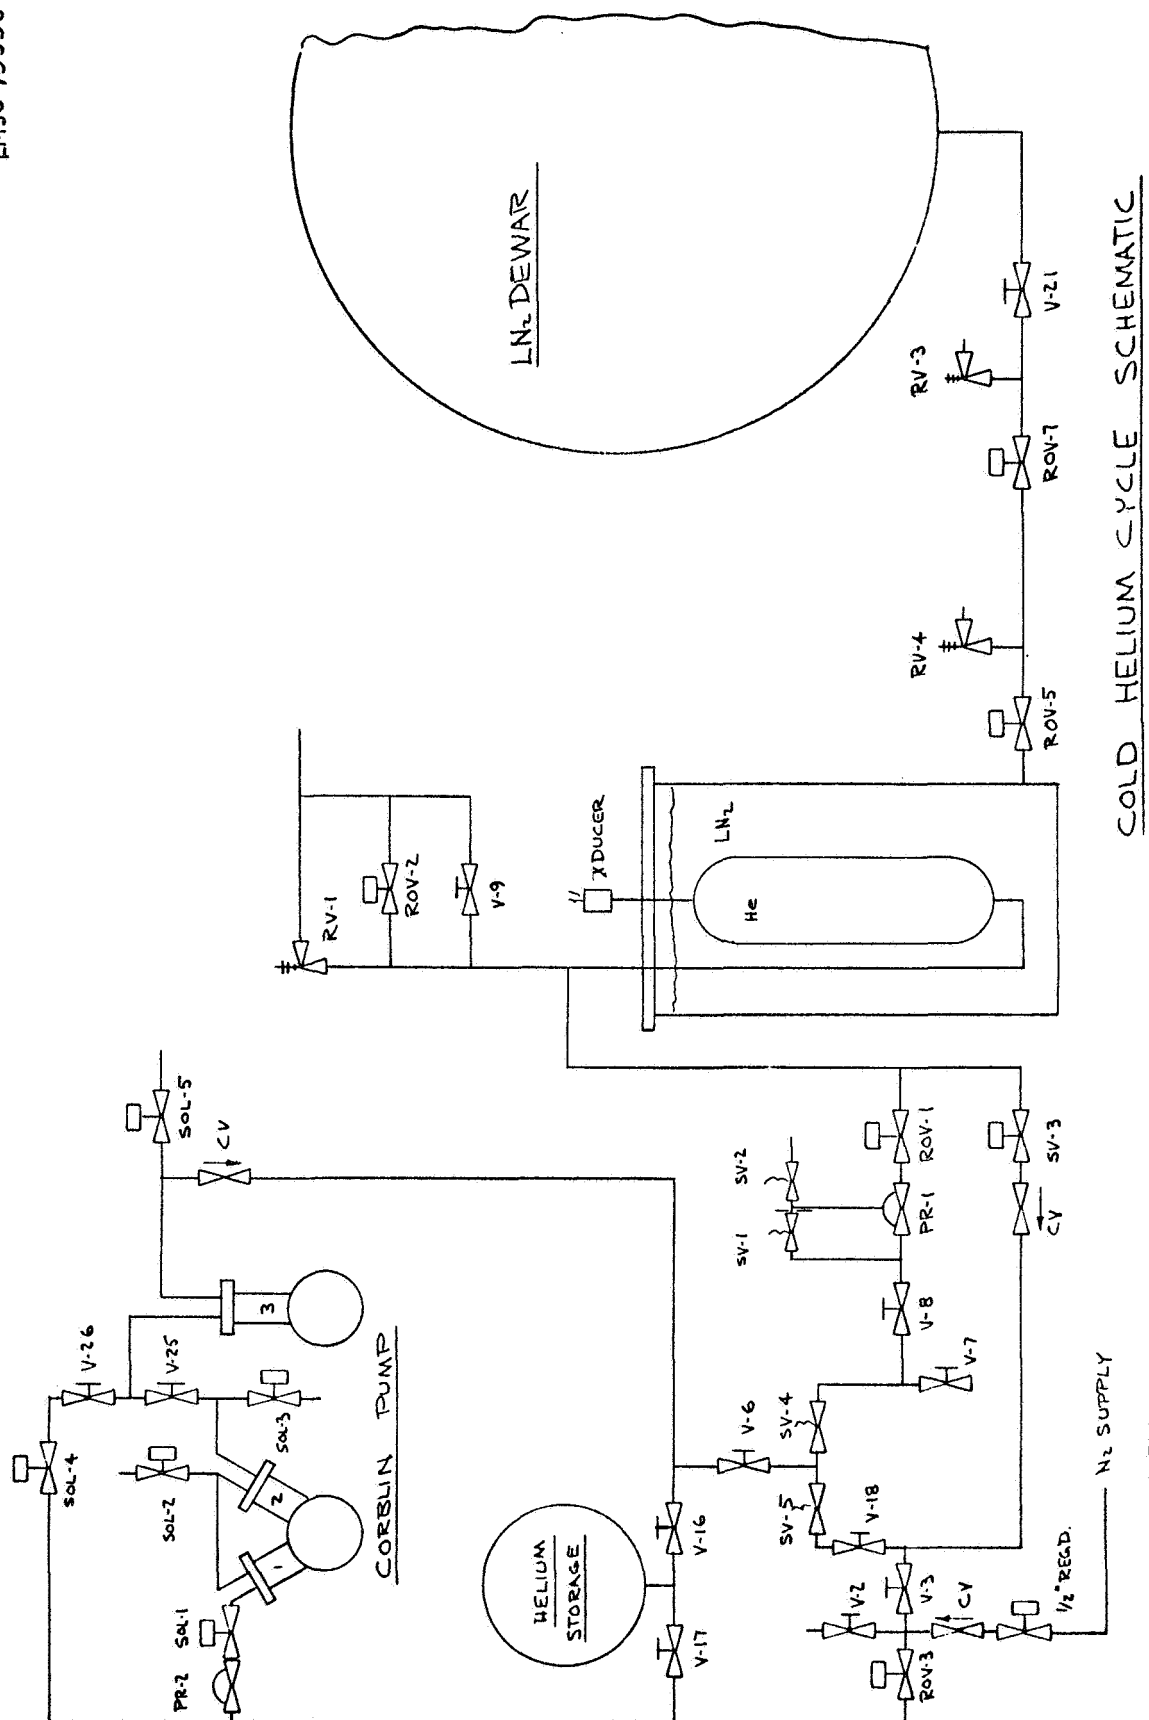 LN₂ DEWAR
V-21
RV-3
ROV-7
RV-4
ROV-5
XDUCER
LN₂
He
RV-1
ROV-2
V-9
SOL-5
CV
SV-2
SV-1
ROV-1
PR-1
SV-3
CV
V-8
V-7
3
V-26
V-25
SOL-3
SOL-4
SOL-2
2
1
CORBLIN PUMP
SOL-1
PR-2
V-6
SV-4
SV-5
V-18
V-16
HELIUM
STORAGE
V-17
V-2
V-3
CV
1/2" REGD.
ROV-3
N₂ SUPPLY
COLD HELIUM CYCLE SCHEMATIC